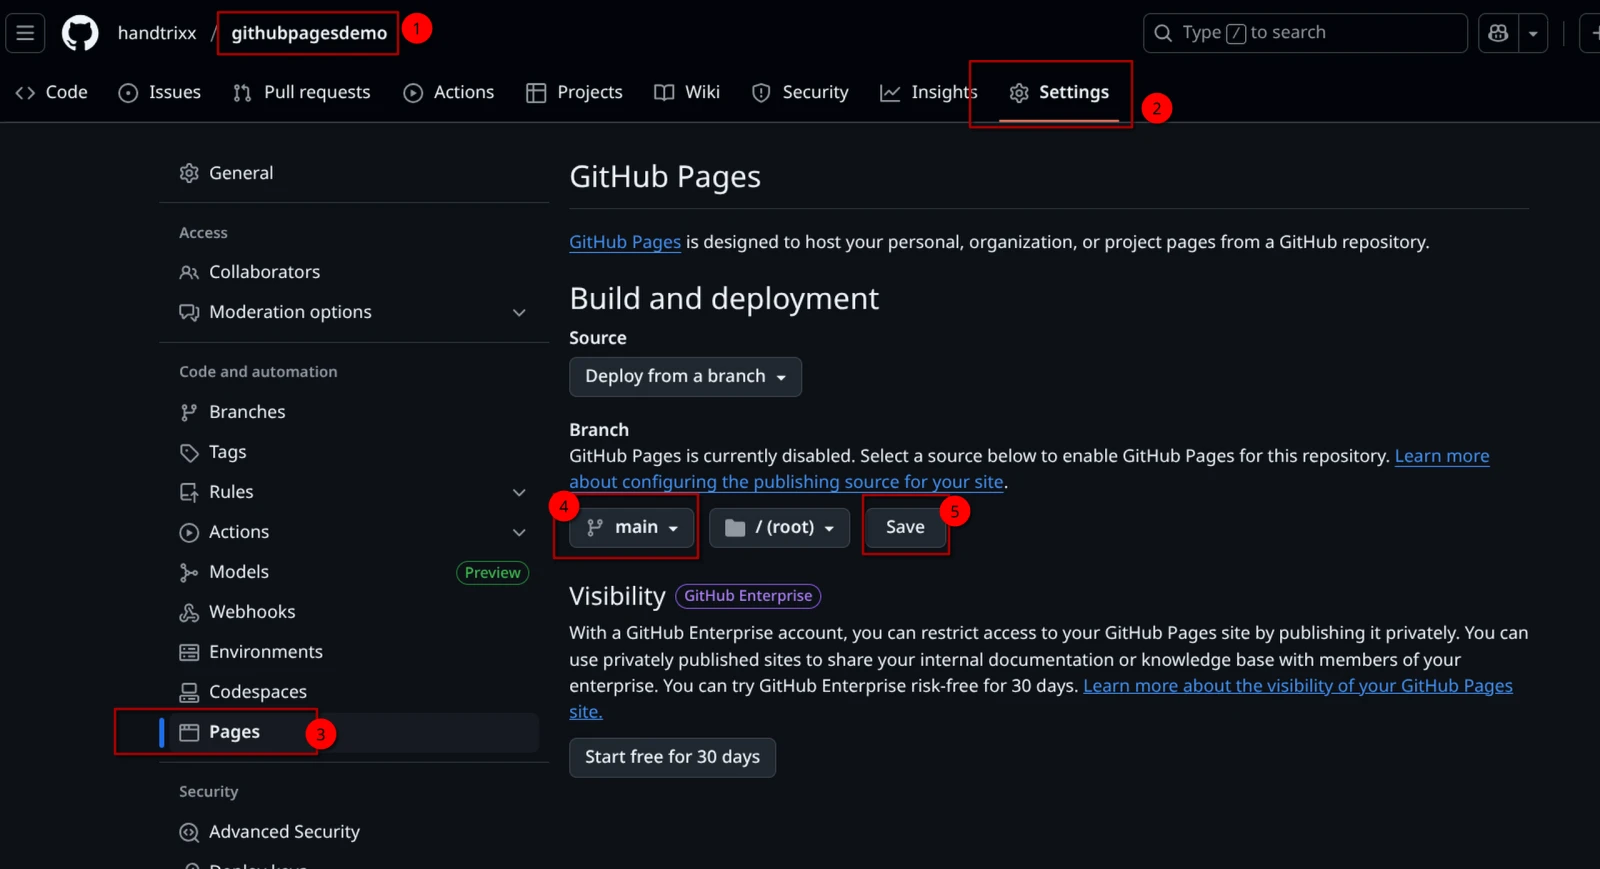 handtrixx / githubpagesdemo 1
Type / to search
Code Issues Pull requests Actions Projects Wiki Security Insights Settings 2
General
Access
Collaborators
Moderation options
Code and automation
Branches
Tags
Rules
Actions
Models Preview
Webhooks
Environments
Codespaces
Pages 3
Security
Advanced Security
Deploy keys
GitHub Pages
GitHub Pages is designed to host your personal, organization, or project pages from a GitHub repository.
Build and deployment
Source
Deploy from a branch
Branch
GitHub Pages is currently disabled. Select a source below to enable GitHub Pages for this repository. Learn more
about configuring the publishing source for your site.
4 main / (root) Save 5
Visibility GitHub Enterprise
With a GitHub Enterprise account, you can restrict access to your GitHub Pages site by publishing it privately. You can
use privately published sites to share your internal documentation or knowledge base with members of your
enterprise. You can try GitHub Enterprise risk-free for 30 days. Learn more about the visibility of your GitHub Pages
site.
Start free for 30 days